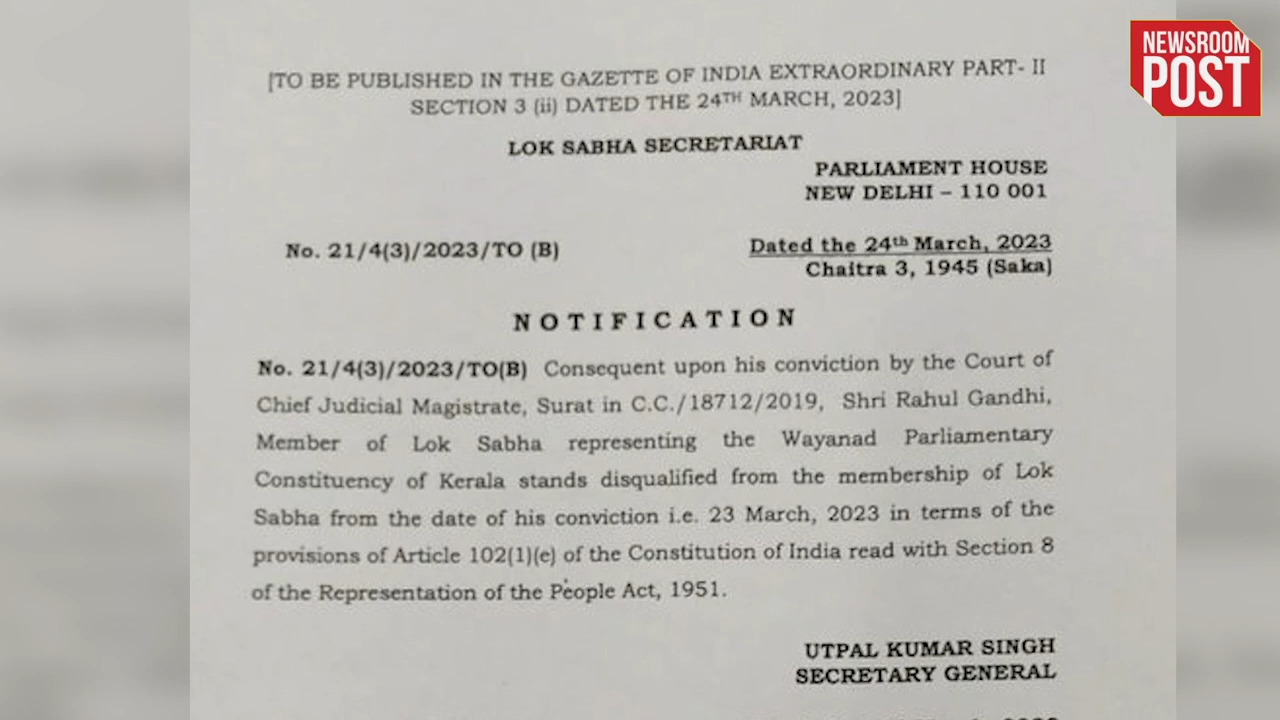 NEWSROOM
POST
[TO BE PUBLISHED IN THE GAZETTE OF INDIA EXTRAORDINARY PART- II
SECTION 3 (ii) DATED THE 24TH MARCH, 2023]
LOK SABHA SECRETARIAT
PARLIAMENT HOUSE
NEW DELHI – 110 001
No. 21/4(3)/2023/TO (B)
Dated the 24th March, 2023
Chaitra 3, 1945 (Saka)
NOTIFICATION
No. 21/4(3)/2023/TO(B) Consequent upon his conviction by the Court of
Chief Judicial Magistrate, Surat in C.C./18712/2019, Shri Rahul Gandhi,
Member of Lok Sabha representing the Wayanad Parliamentary
Constituency of Kerala stands disqualified from the membership of Lok
Sabha from the date of his conviction i.e. 23 March, 2023 in terms of the
provisions of Article 102(1)(e) of the Constitution of India read with Section 8
of the Representation of the People Act, 1951.
UTPAL KUMAR SINGH
SECRETARY GENERAL